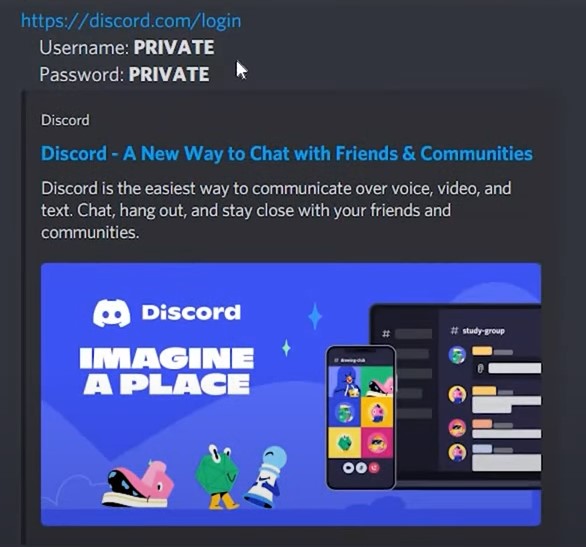 https://discord.com/login
Username: PRIVATE
Password: PRIVATE
Discord
Discord - A New Way to Chat with Friends & Communities
Discord is the easiest way to communicate over voice, video, and
text. Chat, hang out, and stay close with your friends and
communities.
Discord
IMAGINE
A PLACE
# drawing-club
#
# study-group